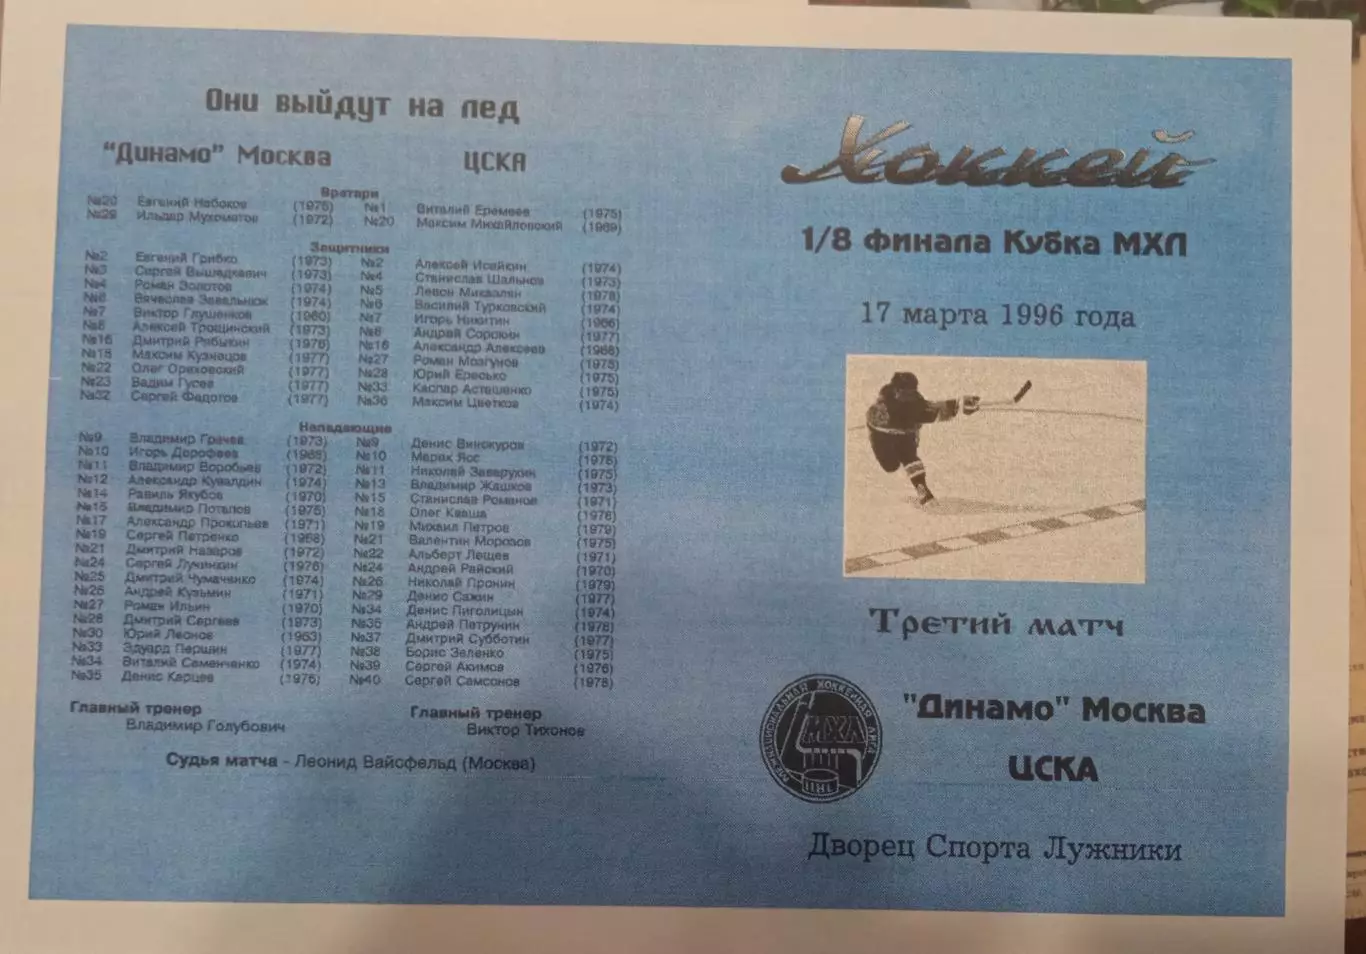 Они выйдут на лед
"Динамо" Москва ЦСКА
Вратари
№20 Евгений Набоков (1975) №1 Виталий Еремеев (1975)
№29 Ильдар Мухометов (1972) №20 Максим Михайловский (1969)
Защитники
№2 Евгений Грибко (1973) №2 Алексей Исайкин (1974)
№3 Сергей Вышедкевич (1973) №4 Станислав Шальнов (1973)
№4 Роман Золотов (1974) №5 Левон Миквалян (1978)
№6 Вячеслав Завальнюк (1974) №6 Василий Турковский (1974)
№7 Виктор Глушенков (1980) №7 Игорь Никитин (1966)
№8 Алексей Трощинский (1973) №8 Андрей Сорокин (1977)
№16 Дмитрий Рябыкин (1976) №16 Александр Алексеев (1968)
№18 Максим Кузнецов (1977) №27 Роман Мозгунов (1975)
№22 Олег Ореховский (1977) №28 Юрий Ересько (1975)
№23 Вадим Гусев (1977) №33 Каспар Асташенко (1975)
№32 Сергей Федотов (1977) №36 Максим Цветков (1974)
Нападающие
№9 Владимир Грачев (1973) №9 Денис Винокуров (1972)
№10 Игорь Дорофеев (1968) №10 Марек Яос (1976)
№11 Владимир Воробьев (1972) №11 Николай Заварухин (1975)
№12 Александр Кувалдин (1974) №13 Владимир Жашков (1973)
№14 Равиль Якубов (1970) №15 Станислав Романов (1971)
№15 Владимир Потапов (1975) №18 Олег Кваша (1978)
№17 Александр Прокопьев (1971) №19 Михаил Петров (1979)
№19 Сергей Петренко (1968) №21 Валентин Морозов (1975)
№21 Дмитрий Назаров (1972) №22 Альберт Лещев (1971)
№24 Сергей Лучинкин (1976) №24 Андрей Райский (1970)
№25 Дмитрий Чумаченко (1974) №26 Николай Пронин (1979)
№26 Андрей Кузьмин (1971) №29 Денис Сажин (1977)
№27 Роман Ильин (1970) №34 Денис Пиголицын (1974)
№28 Дмитрий Сергеев (1973) №35 Андрей Петрунин (1978)
№30 Юрий Леонов (1963) №37 Дмитрий Субботин (1977)
№33 Эдуард Першин (1977) №38 Борис Зеленко (1975)
№34 Виталий Семенченко (1974) №39 Сергей Акимов (1976)
№35 Денис Карцев (1976) №40 Сергей Самсонов (1978)
Главный тренер Главный тренер
Владимир Голубович Виктор Тихонов
Судья матча - Леонид Вайсфельд (Москва)
Хоккей
1/8 финала Кубка МХЛ
17 марта 1996 года
Третий матч
МЕЖНАЦИОНАЛЬНАЯ ХОККЕЙНАЯ ЛИГА
МХЛ
IHL
"Динамо" Москва
ЦСКА
Дворец Спорта Лужники